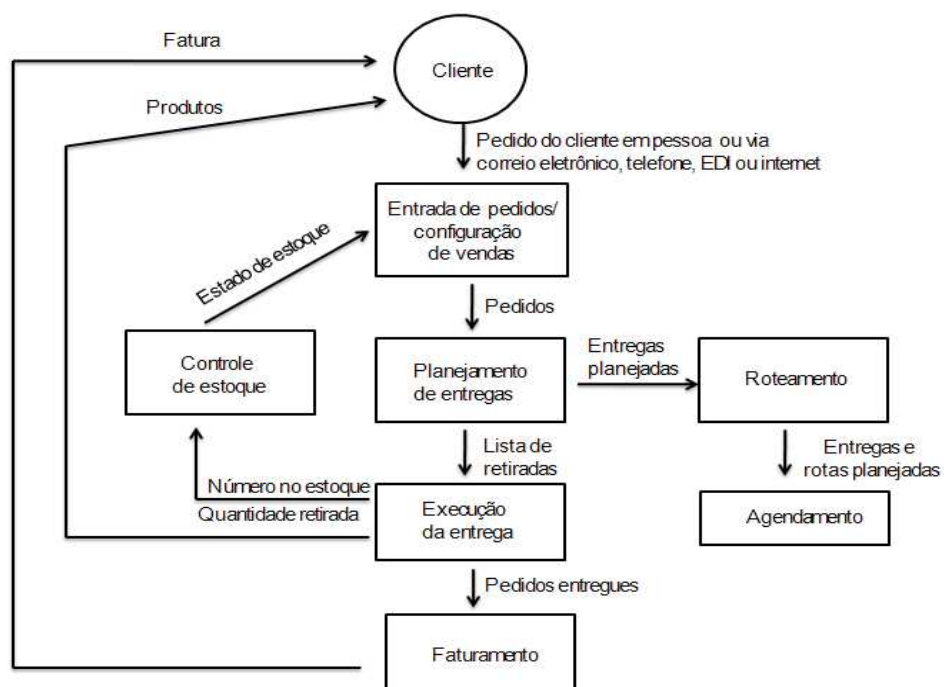 Fatura
Cliente
Produtos
Pedido do cliente em pessoa ou via
correio eletrônico, telefone, EDI ou internet
Entrada de pedidos/
configuração
de vendas
Estado de estoque
Pedidos
Controle
de estoque
Planejamento
de entregas
Entregas
planejadas
Roteamento
Lista de
retiradas
Entregas e
rotas planejadas
Número no estoque
Quantidade retirada
Execução
da entrega
Agendamento
Pedidos entregues
Faturamento